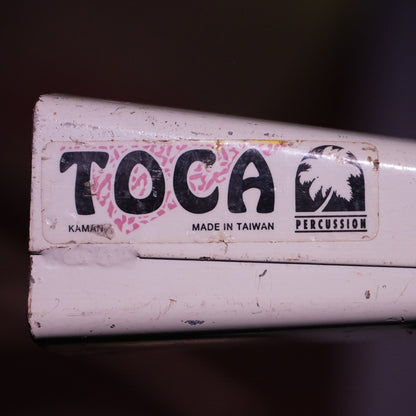 TOCA
KAMAN MADE IN TAIWAN
PERCUSSION